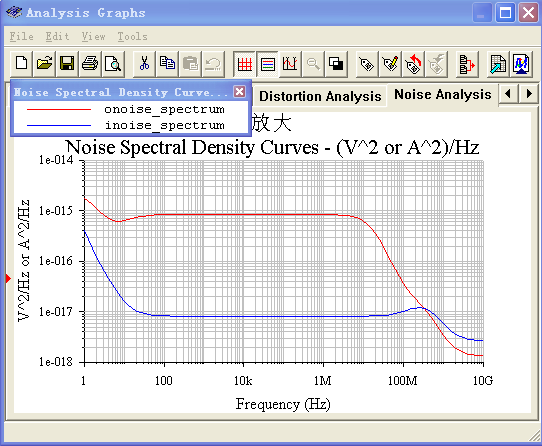 Analysis Graphs
File Edit View Tools
Noise Spectral Density Curve...
onoise_spectrum
inoise_spectrum
Distortion Analysis
Noise Analysis
放大
Noise Spectral Density Curves - (V^2 or A^2)/Hz
V^2/Hz or A^2/Hz
1e-014
1e-015
1e-016
1e-017
1e-018
1 100 10k 1M 100M 10G
Frequency (Hz)